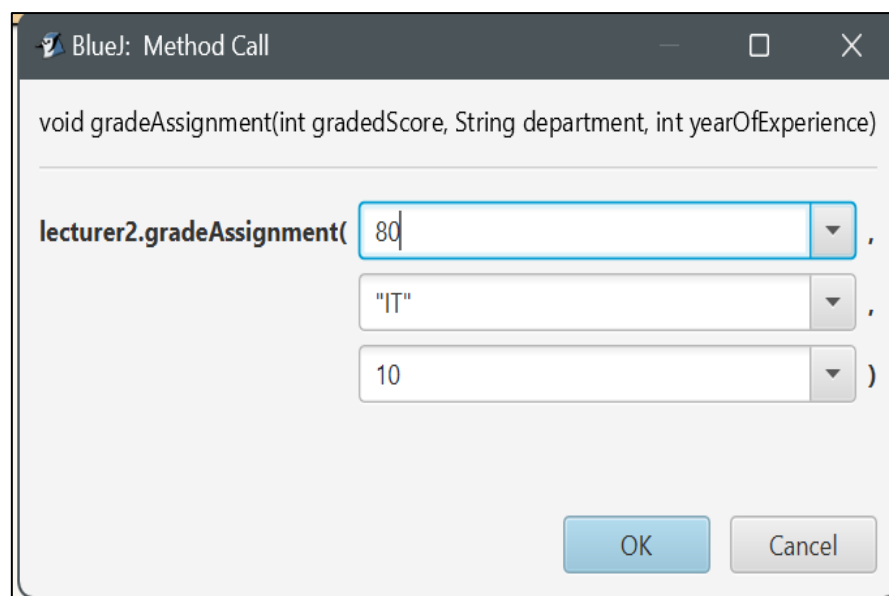 BlueJ: Method Call
void gradeAssignment(int gradedScore, String department, int yearOfExperience)
lecturer2.gradeAssignment( 80 ,
"IT" ,
10 )
OK Cancel